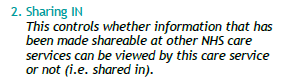 2. Sharing IN
This controls whether information that has
been made shareable at other NHS care
services can be viewed by this care service
or not (i.e. shared in).